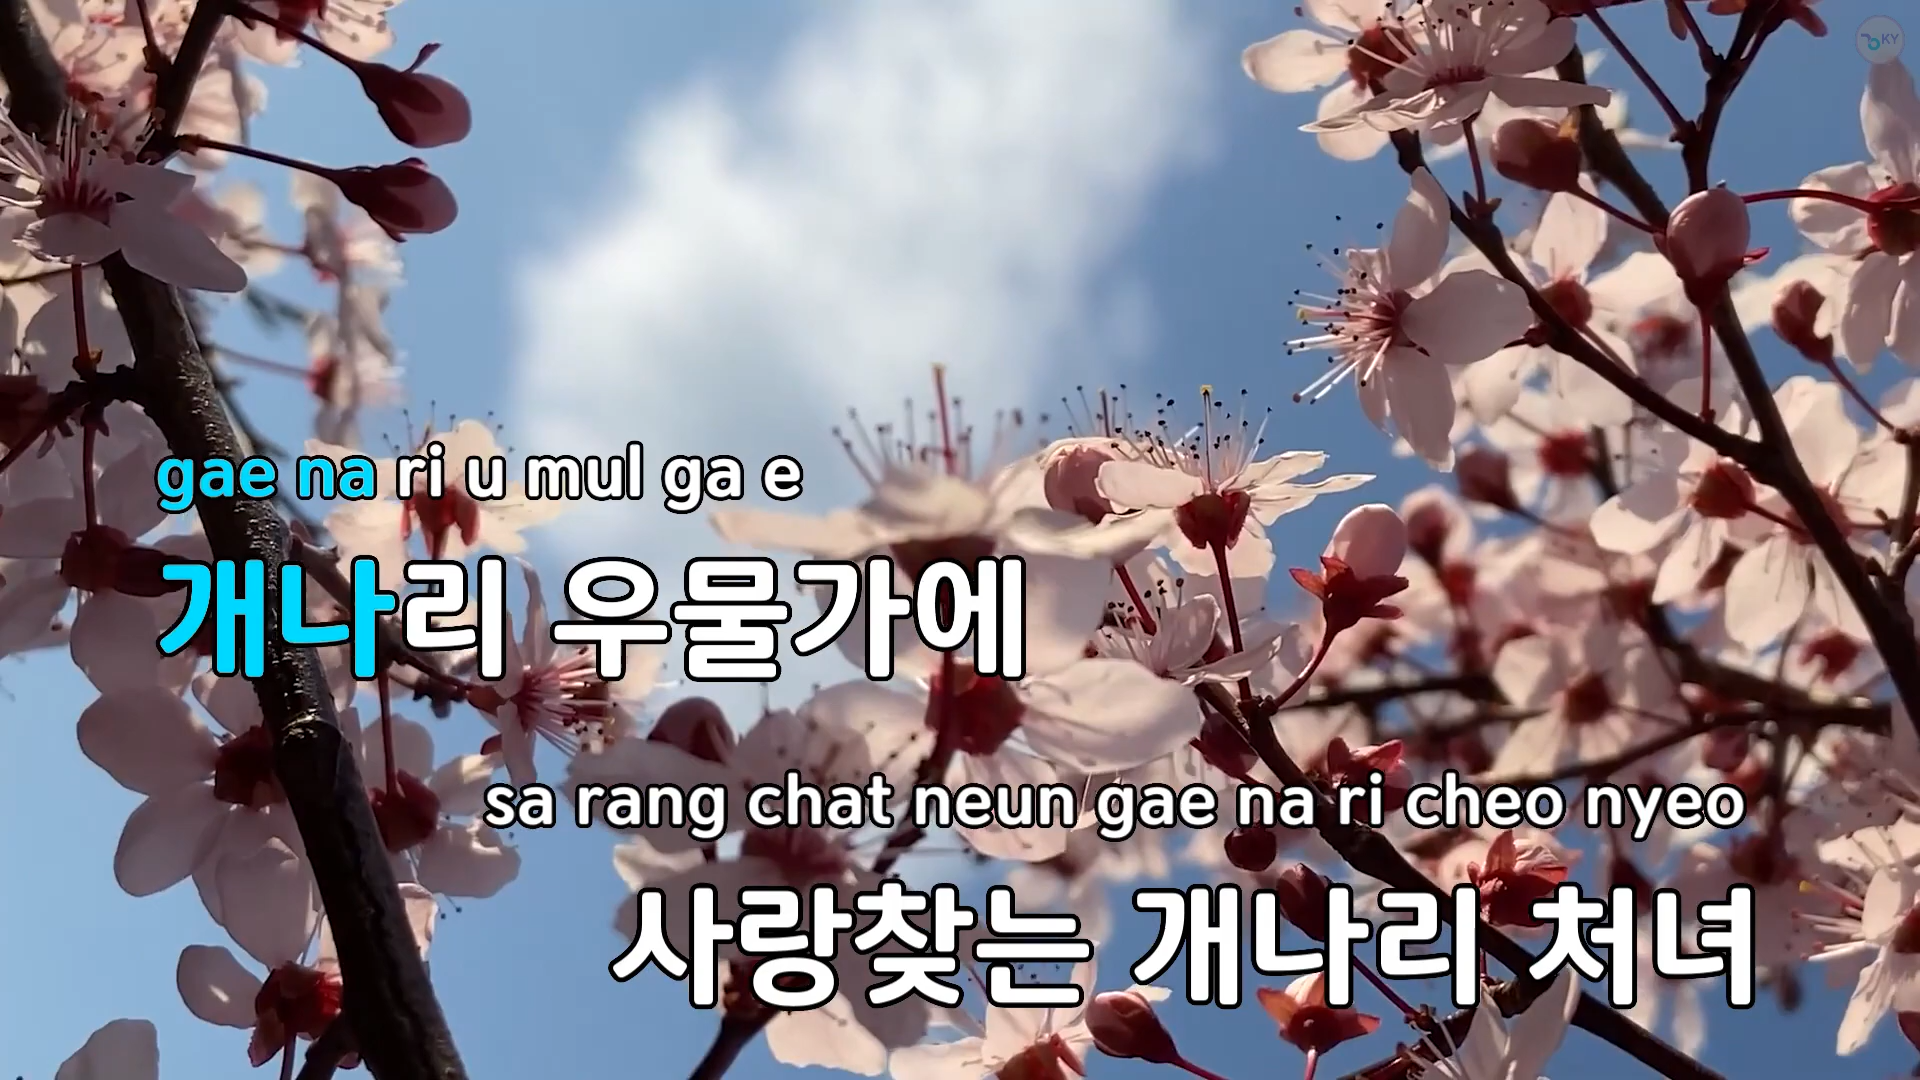 KY
gae na ri u mul ga e
개나리 우물가에
sa rang chat neun gae na ri cheo nyeo
사랑찾는 개나리 처녀